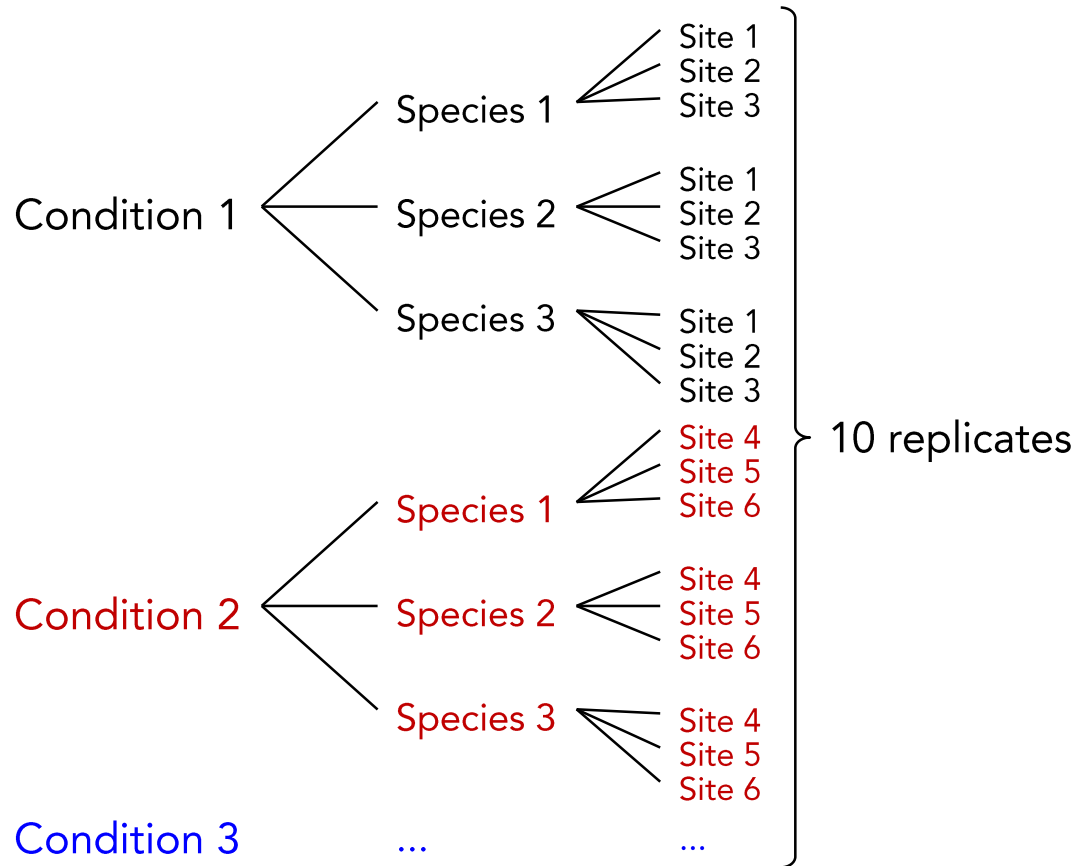 Condition 1
Species 1
Site 1
Site 2
Site 3
Species 2
Site 1
Site 2
Site 3
Species 3
Site 1
Site 2
Site 3
Condition 2
Species 1
Site 4
Site 5
Site 6
Species 2
Site 4
Site 5
Site 6
Species 3
Site 4
Site 5
Site 6
Condition 3
...
...
10 replicates